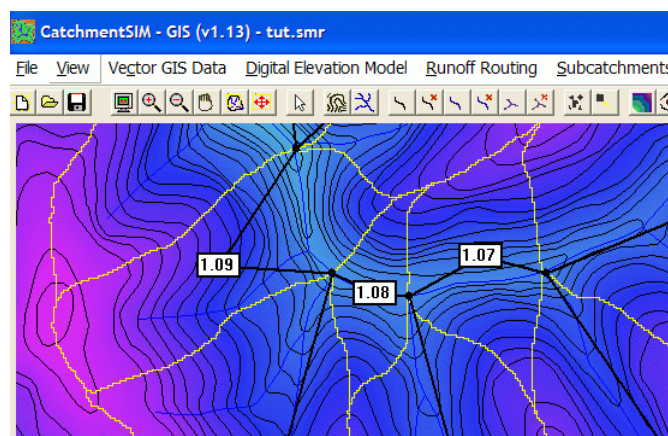 CatchmentSIM - GIS (v1.13) - tut.smr
File View Vector GIS Data Digital Elevation Model Runoff Routing Subcatchments
1.09
1.07
1.08